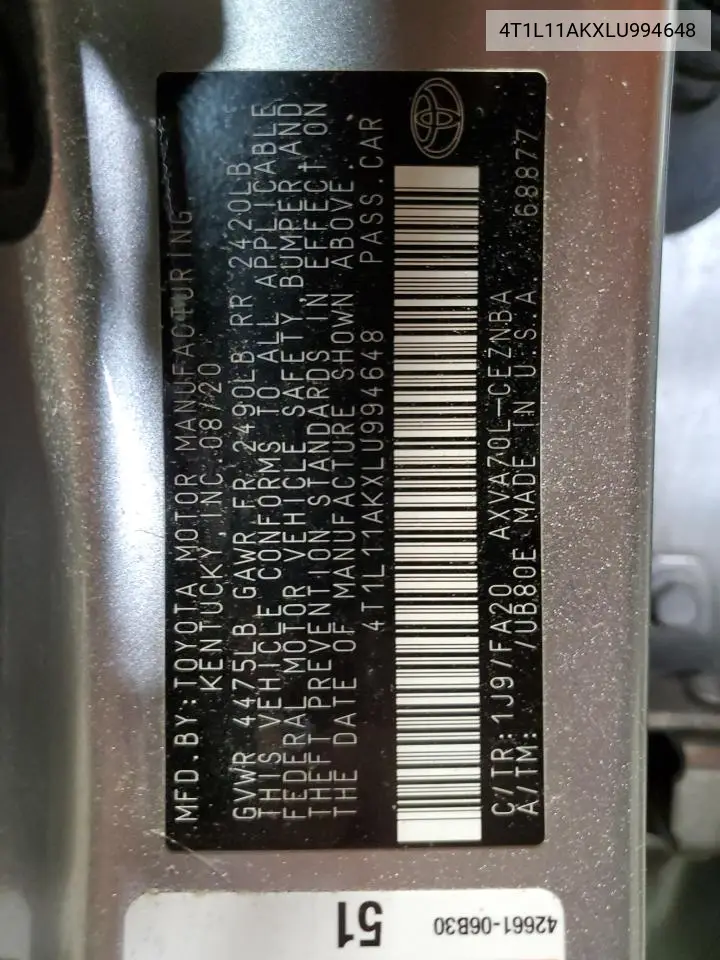 4T1L11AKXLU994648
MFD.BY:TOYOTA MOTOR MANUFACTURING,
KENTUCKY,INC 08/20
GVWR 4475LB GAWR FR 2490LB RR 2420LB
THIS VEHICLE CONFORMS TO ALL APPLICABLE
FEDERAL MOTOR VEHICLE SAFETY, BUMPER, AND
THEFT PREVENTION STANDARDS IN EFFECT ON
THE DATE OF MANUFACTURE SHOWN ABOVE.
4T1L11AKXLU994648 PASS.CAR
C/TR:1J97FA20 AXVA70L-CEZNBA
A/TM: /UB80E MADE IN U.S.A. 68877
51
42661-06B30